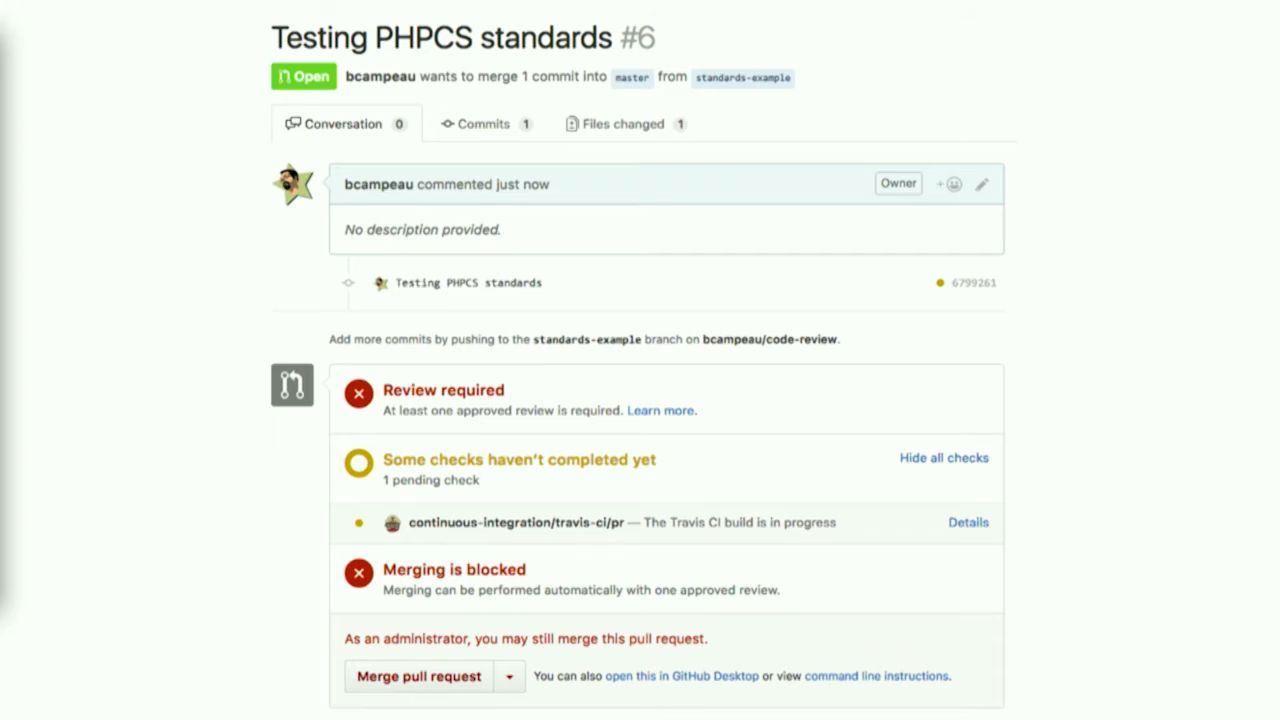 Testing PHPCS standards #6
Open bcampeau wants to merge 1 commit into master from standards-example
Conversation 0 Commits 1 Files changed 1
bcampeau commented just now Owner
No description provided.
Testing PHPCS standards 6799261
Add more commits by pushing to the standards-example branch on bcampeau/code-review.
Review required
At least one approved review is required. Learn more.
Some checks haven't completed yet Hide all checks
1 pending check
continuous-integration/travis-ci/pr — The Travis CI build is in progress Details
Merging is blocked
Merging can be performed automatically with one approved review.
As an administrator, you may still merge this pull request.
Merge pull request You can also open this in GitHub Desktop or view command line instructions.